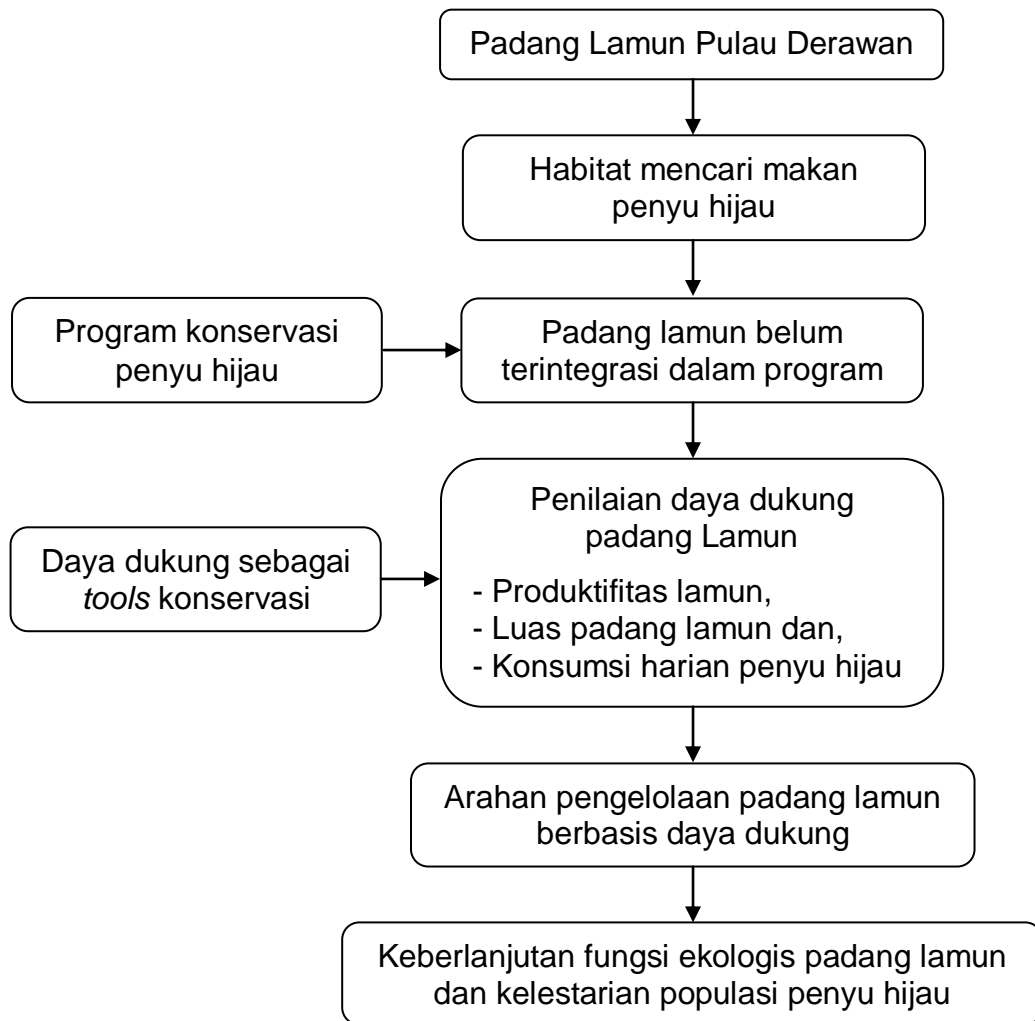 Padang Lamun Pulau Derawan
Habitat mencari makan
penyu hijau
Program konservasi
penyu hijau
Padang lamun belum
terintegrasi dalam program
Daya dukung sebagai
tools konservasi
Penilaian daya dukung
padang Lamun
- Produktifitas lamun,
- Luas padang lamun dan,
- Konsumsi harian penyu hijau
Arahan pengelolaan padang lamun
berbasis daya dukung
Keberlanjutan fungsi ekologis padang lamun
dan kelestarian populasi penyu hijau